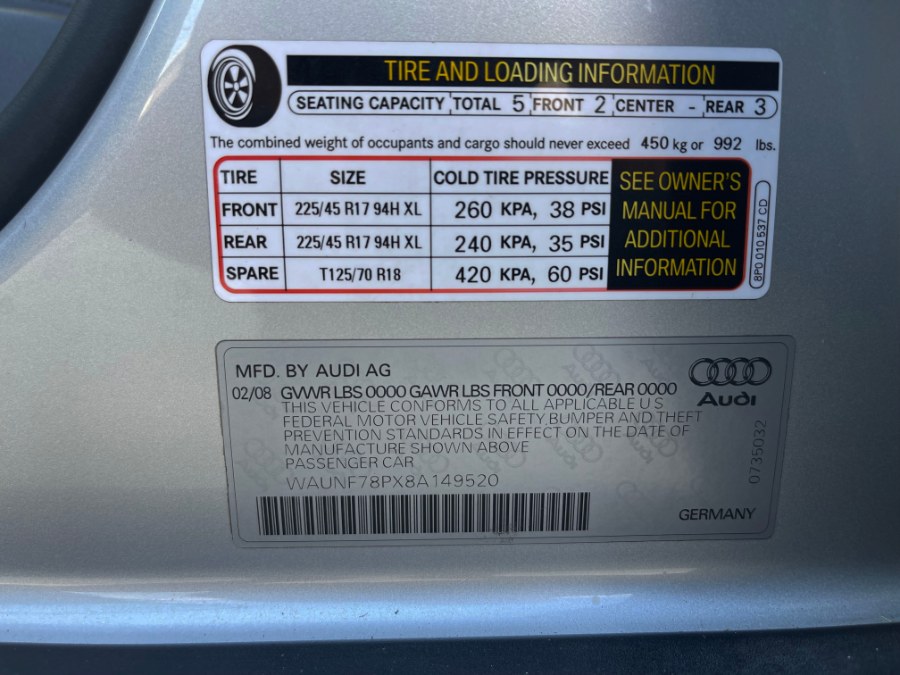 TIRE AND LOADING INFORMATION
SEATING CAPACITY TOTAL 5 FRONT 2 CENTER - REAR 3
The combined weight of occupants and cargo should never exceed 450 kg or 992 lbs.
TIRE SIZE COLD TIRE PRESSURE
FRONT 225/45 R17 94H XL 260 KPA, 38 PSI
REAR 225/45 R17 94H XL 240 KPA, 35 PSI
SPARE T125/70 R18 420 KPA, 60 PSI
SEE OWNER'S
MANUAL FOR
ADDITIONAL
INFORMATION
8P0 010 537 CD
MFD. BY AUDI AG
02/08 GVWR LBS 0000 GAWR LBS FRONT 0000/REAR 0000
THIS VEHICLE CONFORMS TO ALL APPLICABLE U S
FEDERAL MOTOR VEHICLE SAFETY,BUMPER AND THEFT
PREVENTION STANDARDS IN EFFECT ON THE DATE OF
MANUFACTURE SHOWN ABOVE
PASSENGER CAR
WAUNF78PX8A149520
Audi
0735032
GERMANY